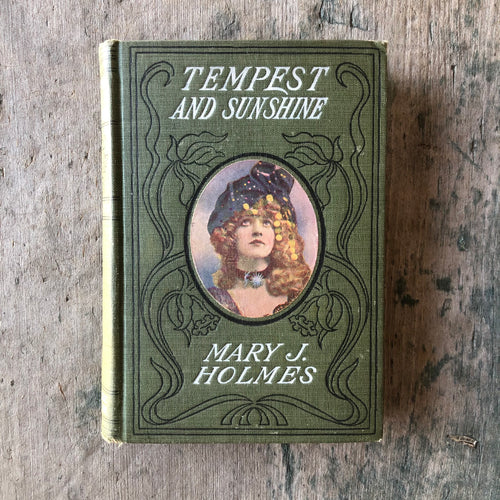 TEMPEST
AND SUNSHINE
MARY J.
HOLMES